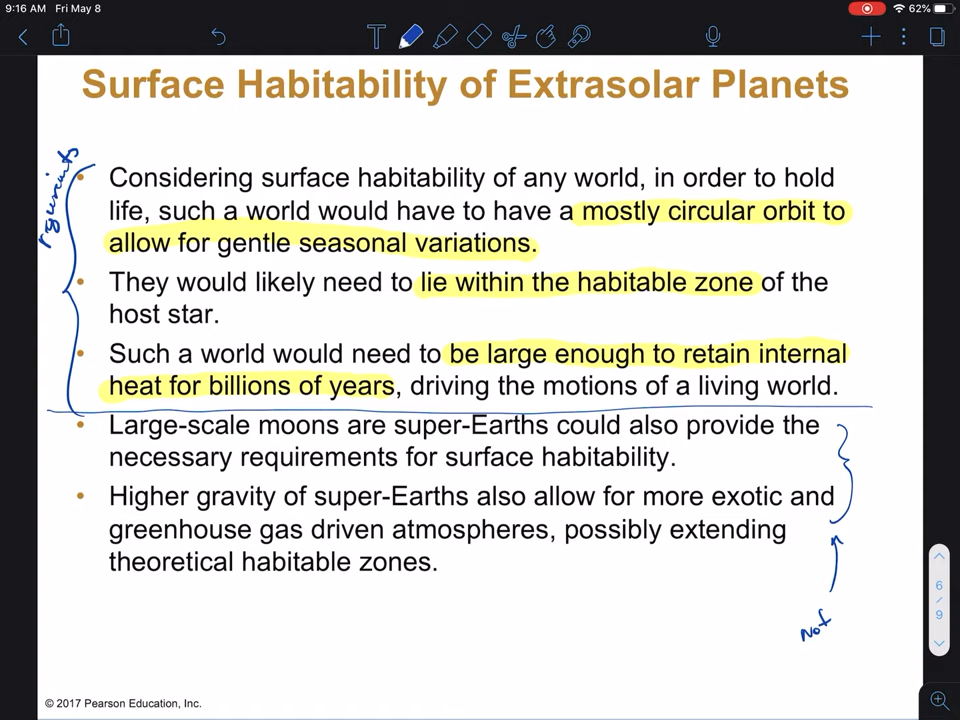 9:16 AM Fri May 8
62%
Surface Habitability of Extrasolar Planets
• Considering surface habitability of any world, in order to hold
life, such a world would have to have a mostly circular orbit to
allow for gentle seasonal variations.
• They would likely need to lie within the habitable zone of the
host star.
• Such a world would need to be large enough to retain internal
heat for billions of years, driving the motions of a living world.
• Large-scale moons are super-Earths could also provide the
necessary requirements for surface habitability.
• Higher gravity of super-Earths also allow for more exotic and
greenhouse gas driven atmospheres, possibly extending
theoretical habitable zones.
Not
6
/
9
© 2017 Pearson Education, Inc.